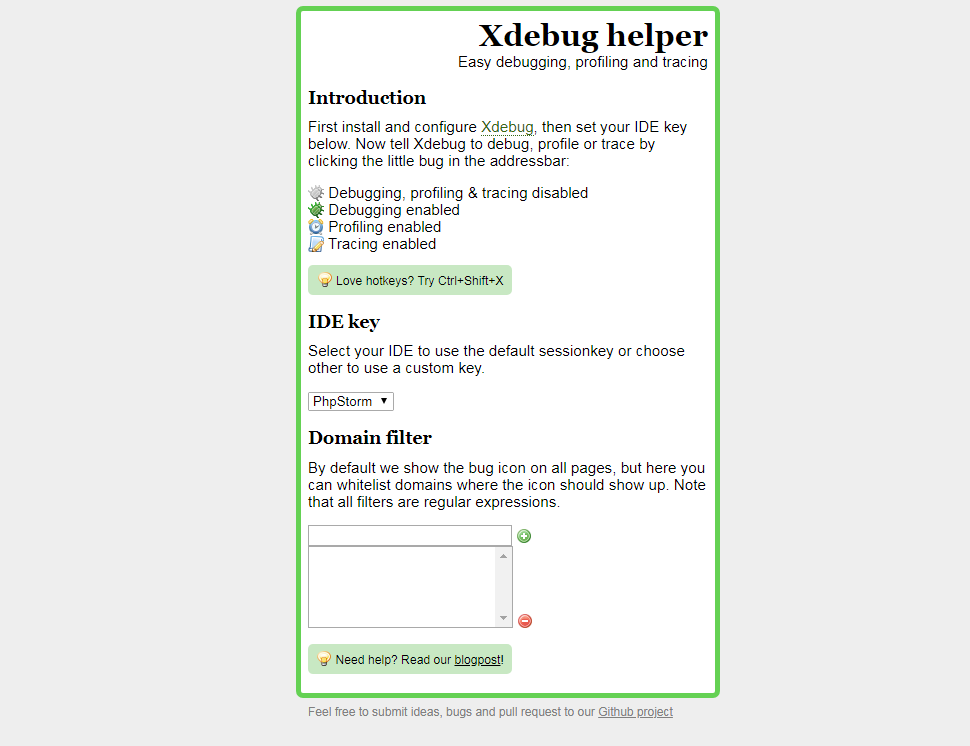 Xdebug helper
Easy debugging, profiling and tracing
Introduction
First install and configure Xdebug, then set your IDE key
below. Now tell Xdebug to debug, profile or trace by
clicking the little bug in the addressbar:
Debugging, profiling & tracing disabled
Debugging enabled
Profiling enabled
Tracing enabled
Love hotkeys? Try Ctrl+Shift+X
IDE key
Select your IDE to use the default sessionkey or choose
other to use a custom key.
PhpStorm
Domain filter
By default we show the bug icon on all pages, but here you
can whitelist domains where the icon should show up. Note
that all filters are regular expressions.
Need help? Read our blogpost!
Feel free to submit ideas, bugs and pull request to our Github project